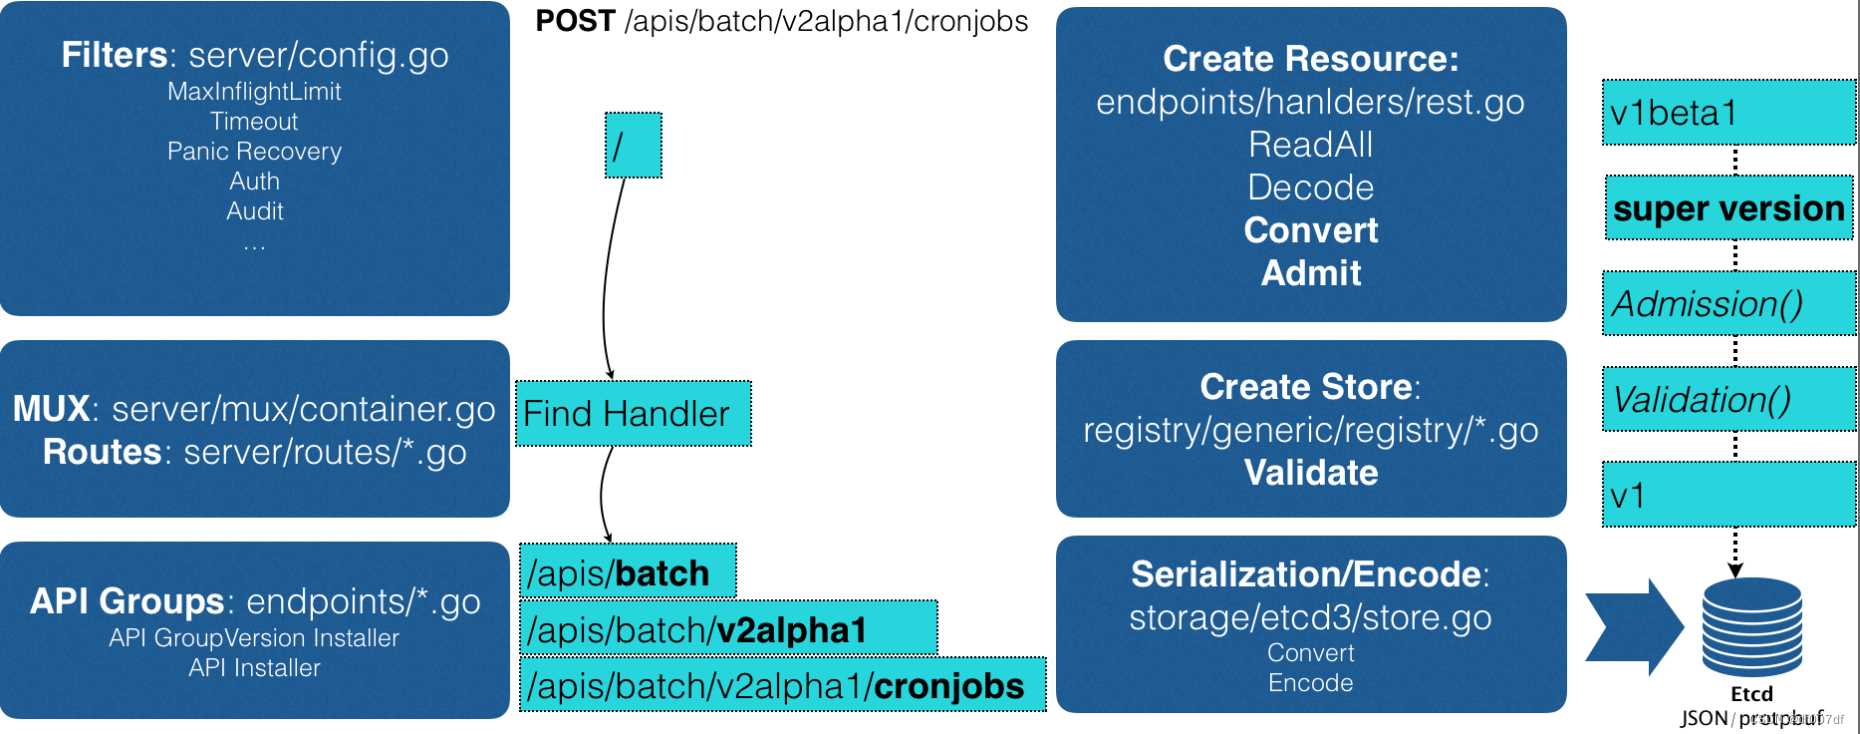 Filters: server/config.go
MaxInflightLimit
Timeout
Panic Recovery
Auth
Audit
...
MUX: server/mux/container.go
Routes: server/routes/*.go
API Groups: endpoints/*.go
API GroupVersion Installer
API Installer
POST /apis/batch/v2alpha1/cronjobs
/
Find Handler
/apis/batch
/apis/batch/v2alpha1
/apis/batch/v2alpha1/cronjobs
Create Resource:
endpoints/hanlders/rest.go
ReadAll
Decode
Convert
Admit
Create Store:
registry/generic/registry/*.go
Validate
Serialization/Encode:
storage/etcd3/store.go
Convert
Encode
v1beta1
super version
Admission()
Validation()
v1
Etcd
JSON / protpbuf